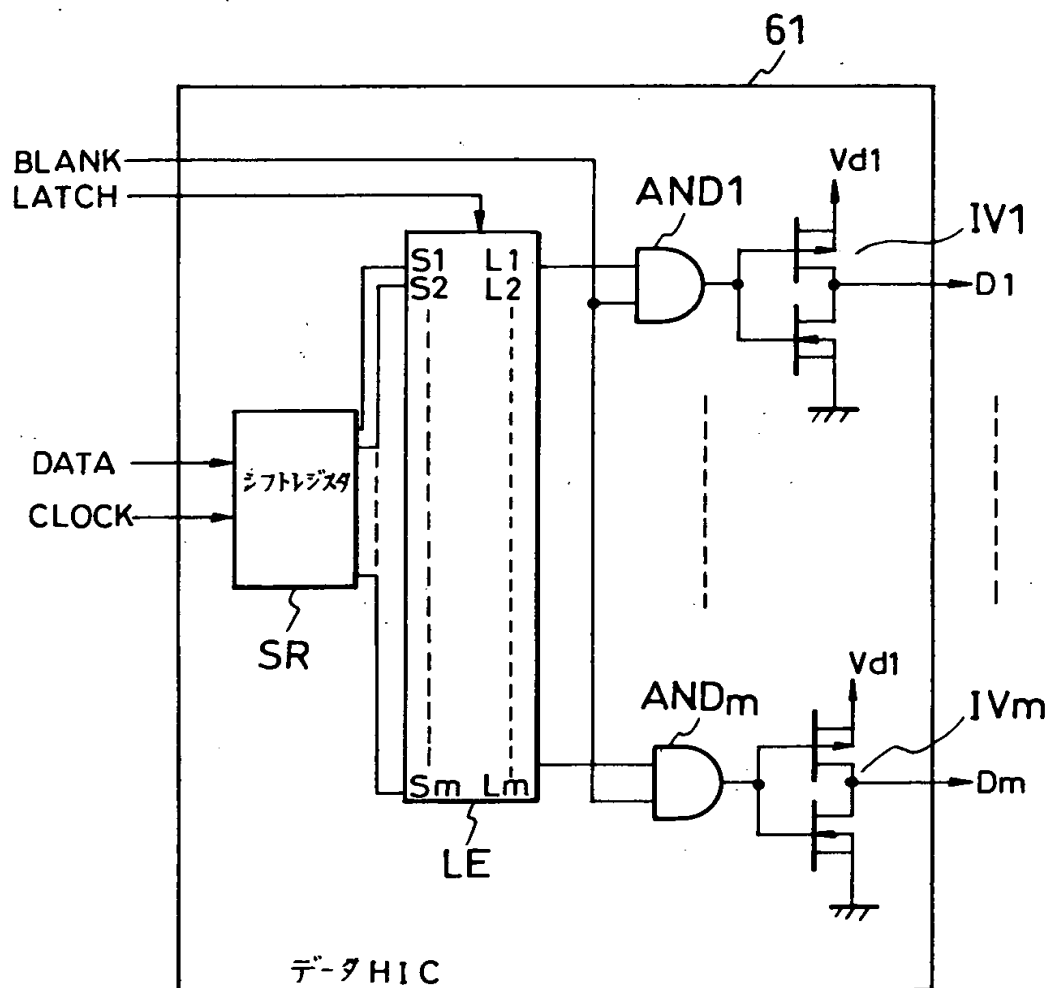 61
BLANK
LATCH
Vd1
AND1
IV1
S1 L1
S2 L2
D1
DATA
CLOCK
シフトレジスタ
SR
Vd1
ANDm
IVm
Sm Lm
Dm
LE
データHIC